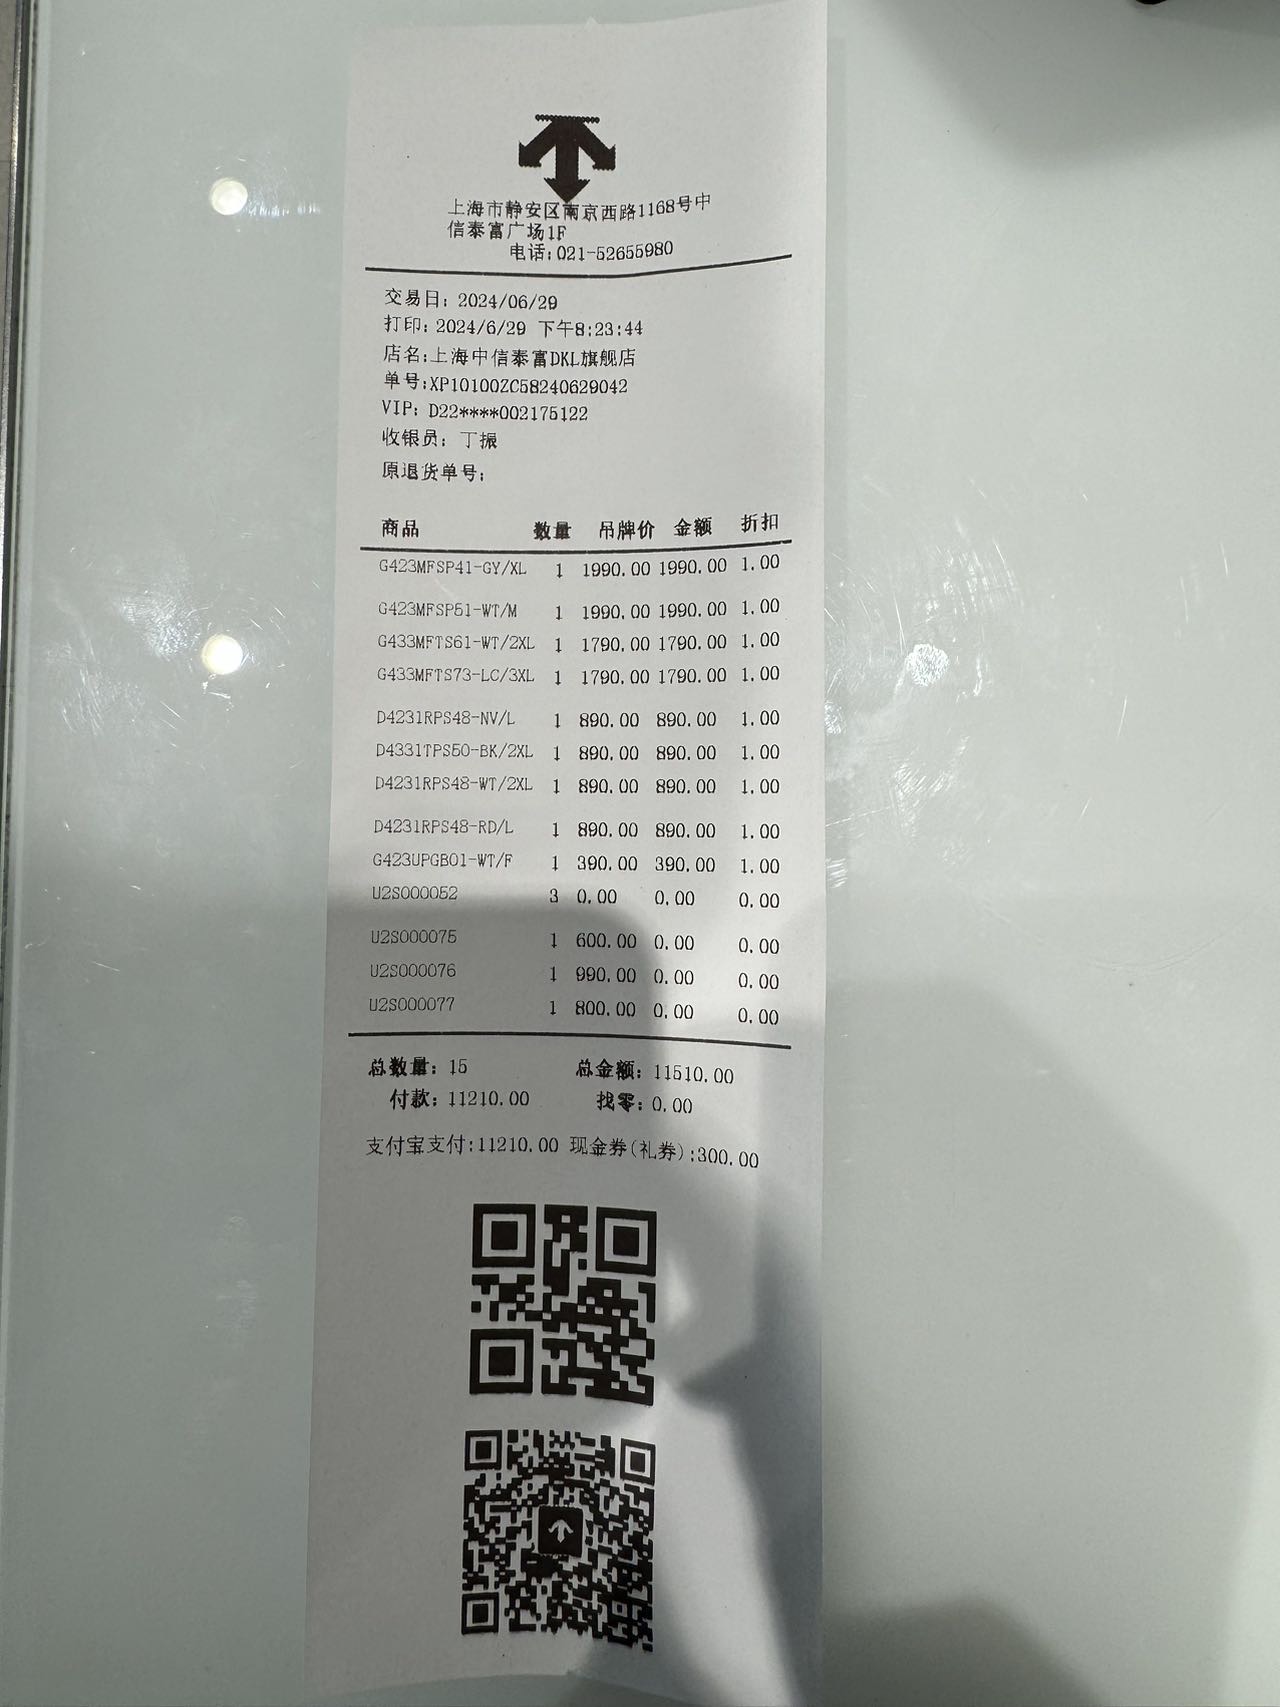 上海市静安区南京西路1168号中
信泰富广场1F
电话:021-52655980
交易日: 2024/06/29
打印: 2024/6/29 下午8:23:44
店名:上海中信泰富DKL旗舰店
单号:XP10100ZC58240629042
VIP: D22****002175122
收银员: 丁振
原退货单号:
商品 数量 吊牌价 金额 折扣
G423MFSP41-GY/XL 1 1990.00 1990.00 1.00
G423MFSP51-WT/M 1 1990.00 1990.00 1.00
G433MFTS61-WT/2XL 1 1790.00 1790.00 1.00
G433MFTS73-LC/3XL 1 1790.00 1790.00 1.00
D4231RPS48-NV/L 1 890.00 890.00 1.00
D4331TPS50-BK/2XL 1 890.00 890.00 1.00
D4231RPS48-WT/2XL 1 890.00 890.00 1.00
D4231RPS48-RD/L 1 890.00 890.00 1.00
G423UPGB01-WT/F 1 390.00 390.00 1.00
U2S000052 3 0.00 0.00 0.00
U2S000075 1 600.00 0.00 0.00
U2S000076 1 990.00 0.00 0.00
U2S000077 1 800.00 0.00 0.00
总数量: 15 总金额: 11510.00
付款: 11210.00 找零: 0.00
支付宝支付:11210.00 现金券(礼券):300.00